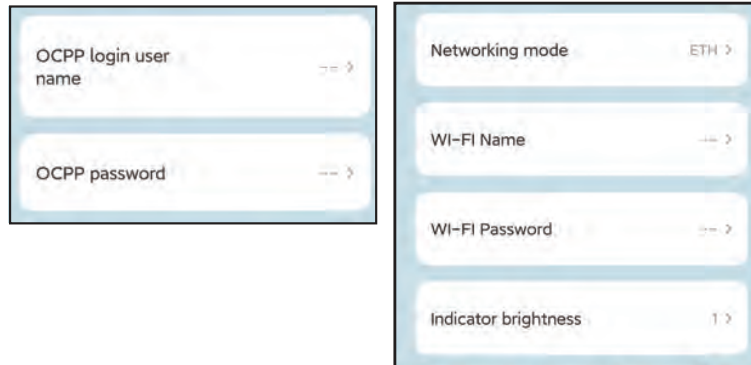 OCPP login user
name
-- >
OCPP password
-- >
Networking mode
ETH >
WI-FI Name
-- >
WI-FI Password
-- >
Indicator brightness
1 >